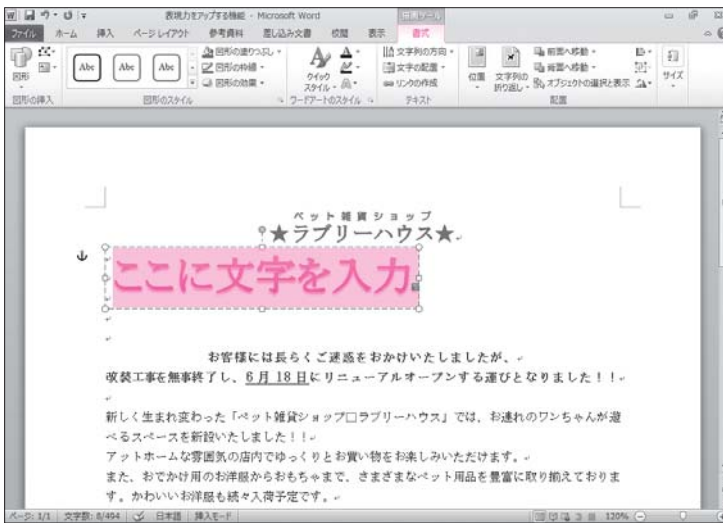 表現力をアップする機能 - Microsoft Word
描画ツール
ファイル ホーム 挿入 ページ レイアウト 参考資料 差し込み文書 校閲 表示 書式
図形
Abc Abc Abc
図形の塗りつぶし
図形の枠線
図形の効果
クイック スタイル
文字列の方向
文字の配置
リンクの作成
位置
文字列の 折り返し
前面へ移動
背面へ移動
オブジェクトの選択と表示
サイズ
図形の挿入 図形のスタイル ワードアートのスタイル テキスト 配置
ペット雑貨ショップ
★ラブリーハウス★
ここに文字を入力
お客様には長らくご迷惑をおかけいたしましたが、
改装工事を無事終了し、6月18日にリニューアルオープンする運びとなりました!!
新しく生まれ変わった「ペット雑貨ショップ□ラブリーハウス」では、お連れのワンちゃんが遊
べるスペースを新設いたしました!!
アットホームな雰囲気の店内でゆっくりとお買い物をお楽しみいただけます。
また、おでかけ用のお洋服からおもちゃまで、さまざまなペット用品を豊富に取り揃えておりま
す。かわいいお洋服も続々入荷予定です。
ページ: 1/1 文字数: 8/494 日本語 挿入モード 120%